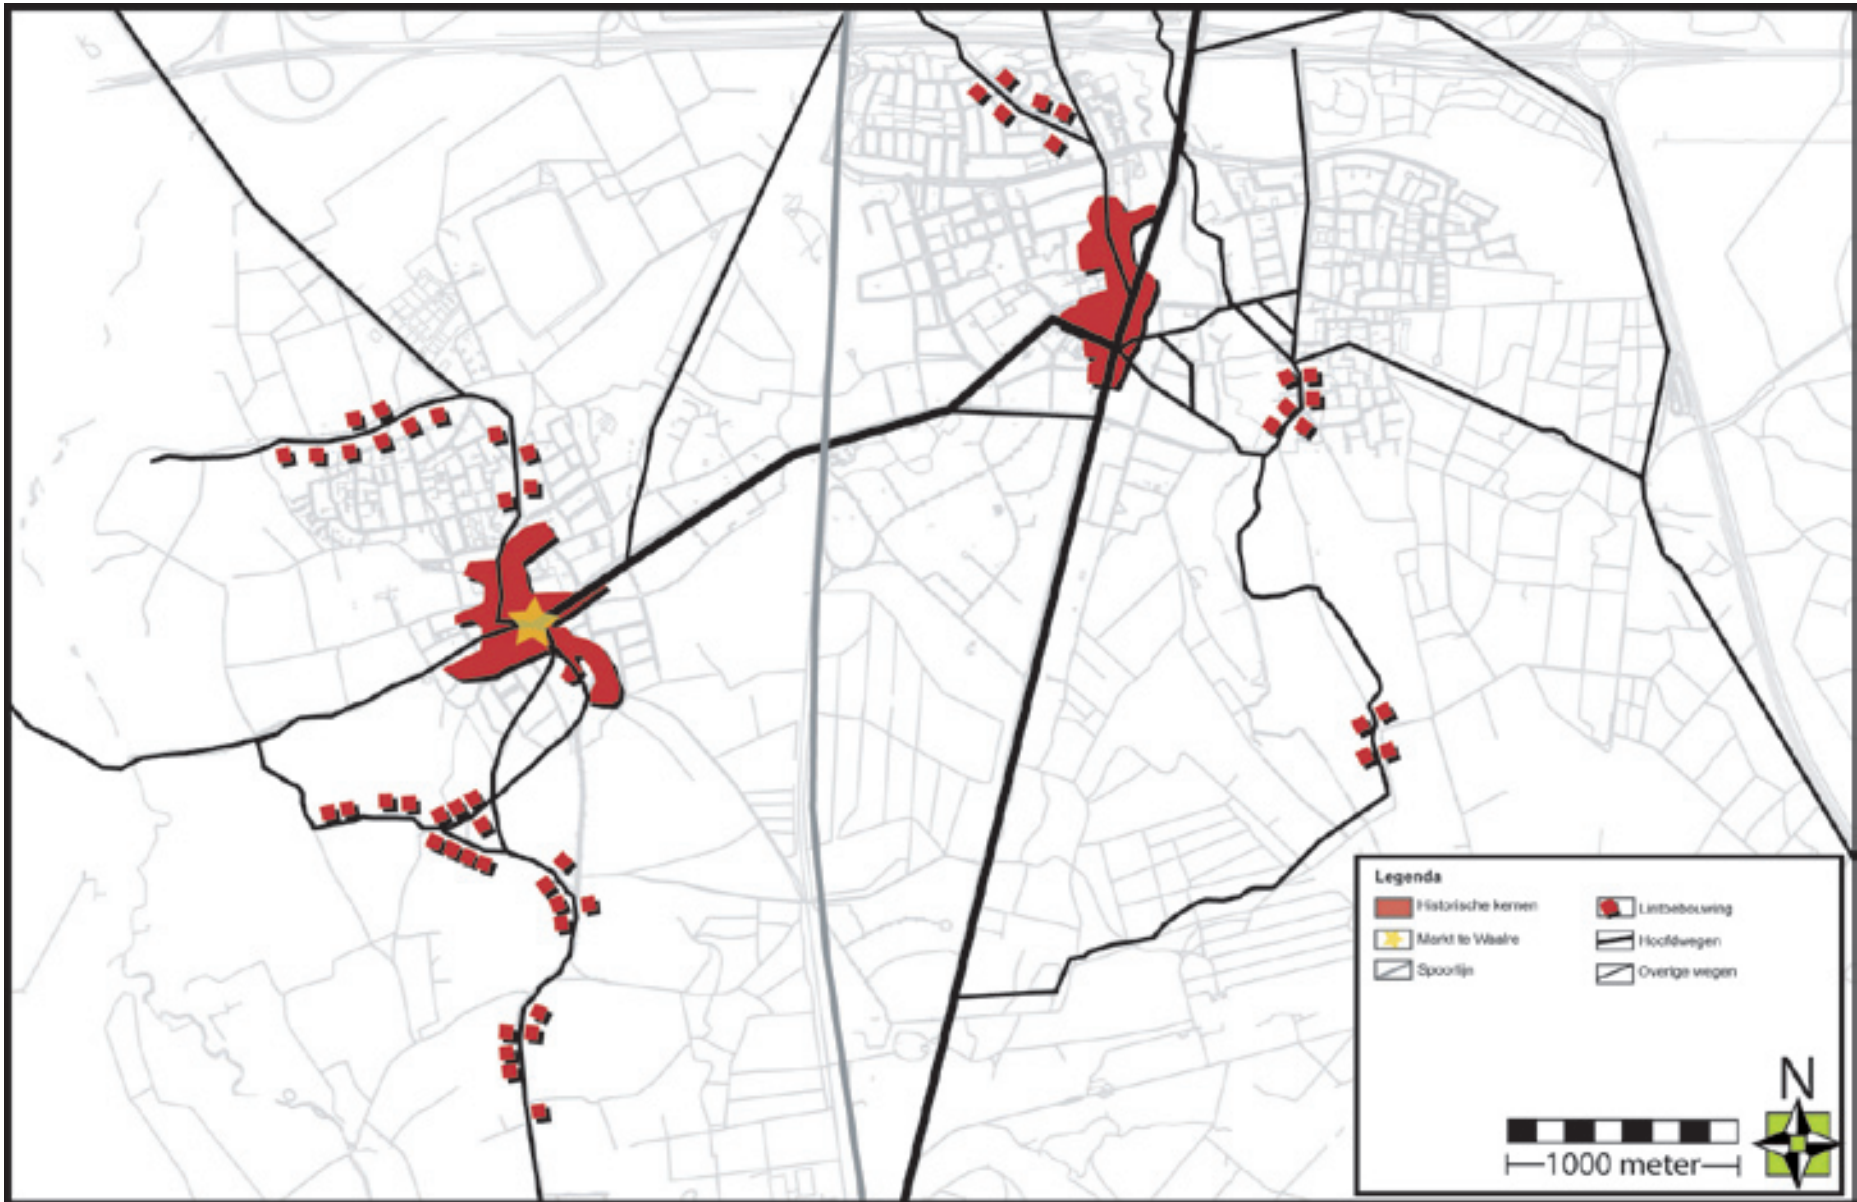 Legenda
Historische kernen
Markt te Waalre
Spoorlijn
Lintbebouwing
Hoofdwegen
Overige wegen
N
1000 meter